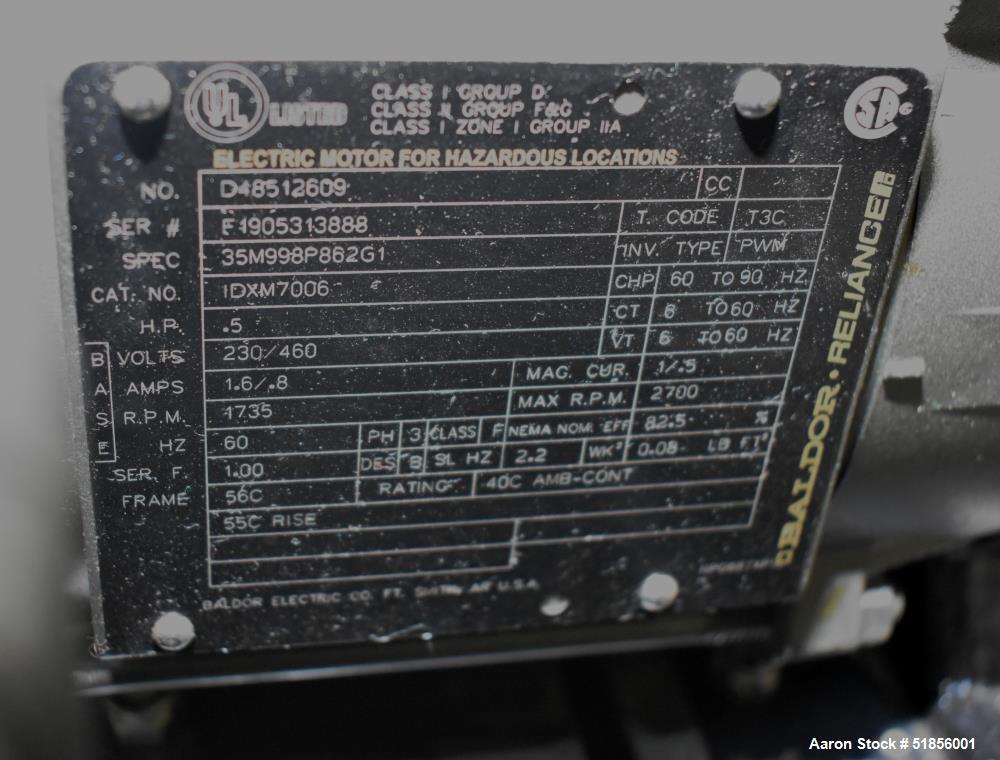 UL LISTED
CLASS I GROUP D
CLASS II GROUP F&G
CLASS I ZONE I GROUP IIA
ELECTRIC MOTOR FOR HAZARDOUS LOCATIONS
NO. D48512609 CC
SER # F1905313888 T. CODE T3C
SPEC 35M998P862G1 INV. TYPE PWM
CAT. NO. IDXM7006 CHP 60 TO 90 HZ
H.P. .5 CT 6 TO 60 HZ
VOLTS 230/460 VT 6 TO 60 HZ
AMPS 1.6/.8 MAG. CUR. 1/.5
R.P.M. 1735 MAX R.P.M. 2700
HZ 60 PH 3 CLASS F NEMA NOM. EFF 82.5 %
SER. F. 1.00 DES B SL HZ 2.2 WK² 0.08 LB FT²
FRAME 56C RATING 40C AMB-CONT
BASE
55C RISE
BALDOR ELECTRIC CO. FT. SMITH, AR U.S.A.
BALDOR • RELIANCE
Aaron Stock # 51856001